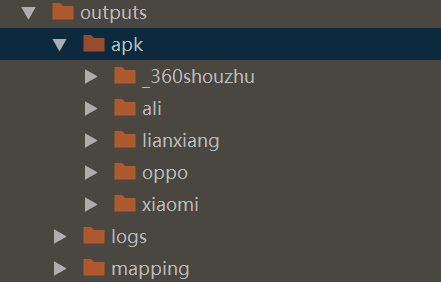 outputs
apk
_360shouzhu
ali
lianxiang
oppo
xiaomi
logs
mapping